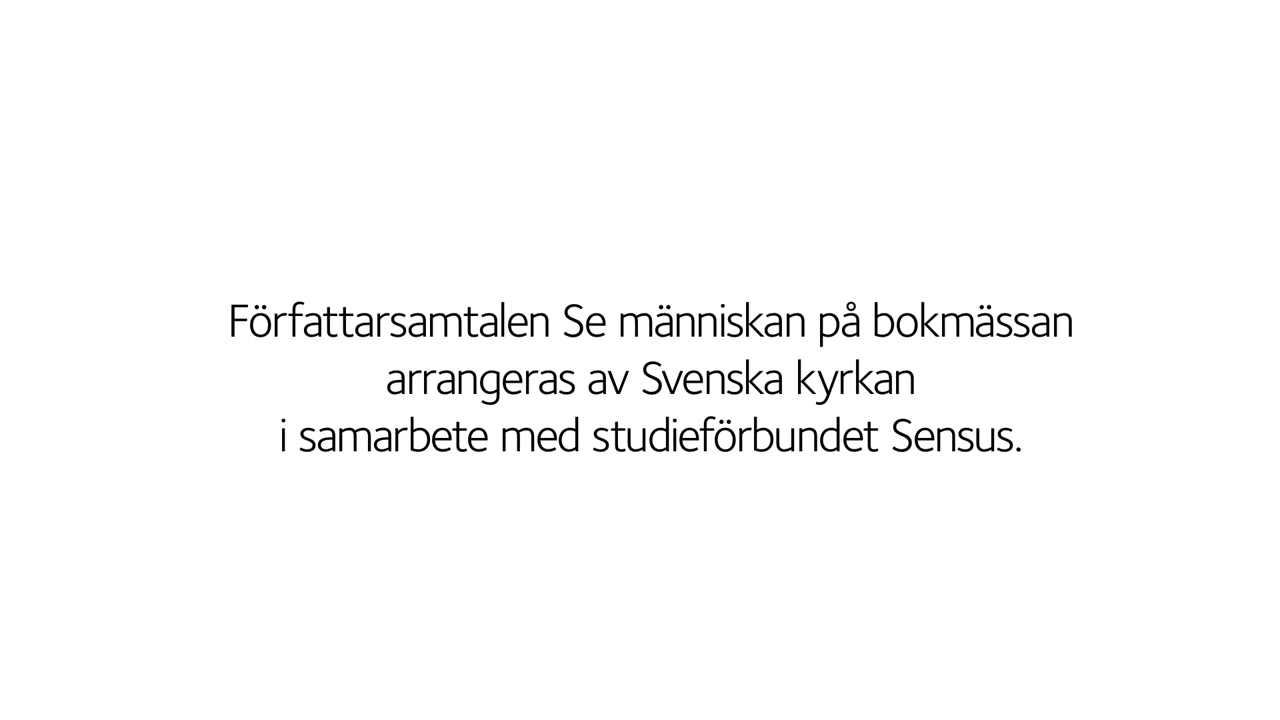 Författarsamtalen Se människan på bokmässan
arrangeras av Svenska kyrkan
i samarbete med studieförbundet Sensus.